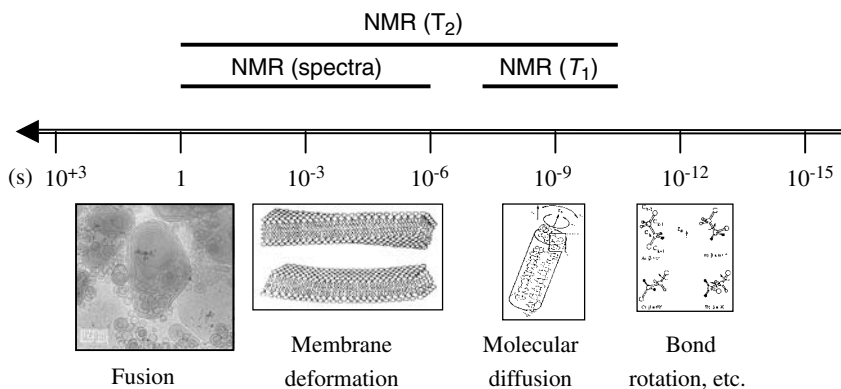 NMR (T₂)
NMR (spectra) NMR (T₁)
(s) 10⁺³ 1 10⁻³ 10⁻⁶ 10⁻⁹ 10⁻¹² 10⁻¹⁵
Fusion
Membrane
deformation
Molecular
diffusion
Bond
rotation, etc.